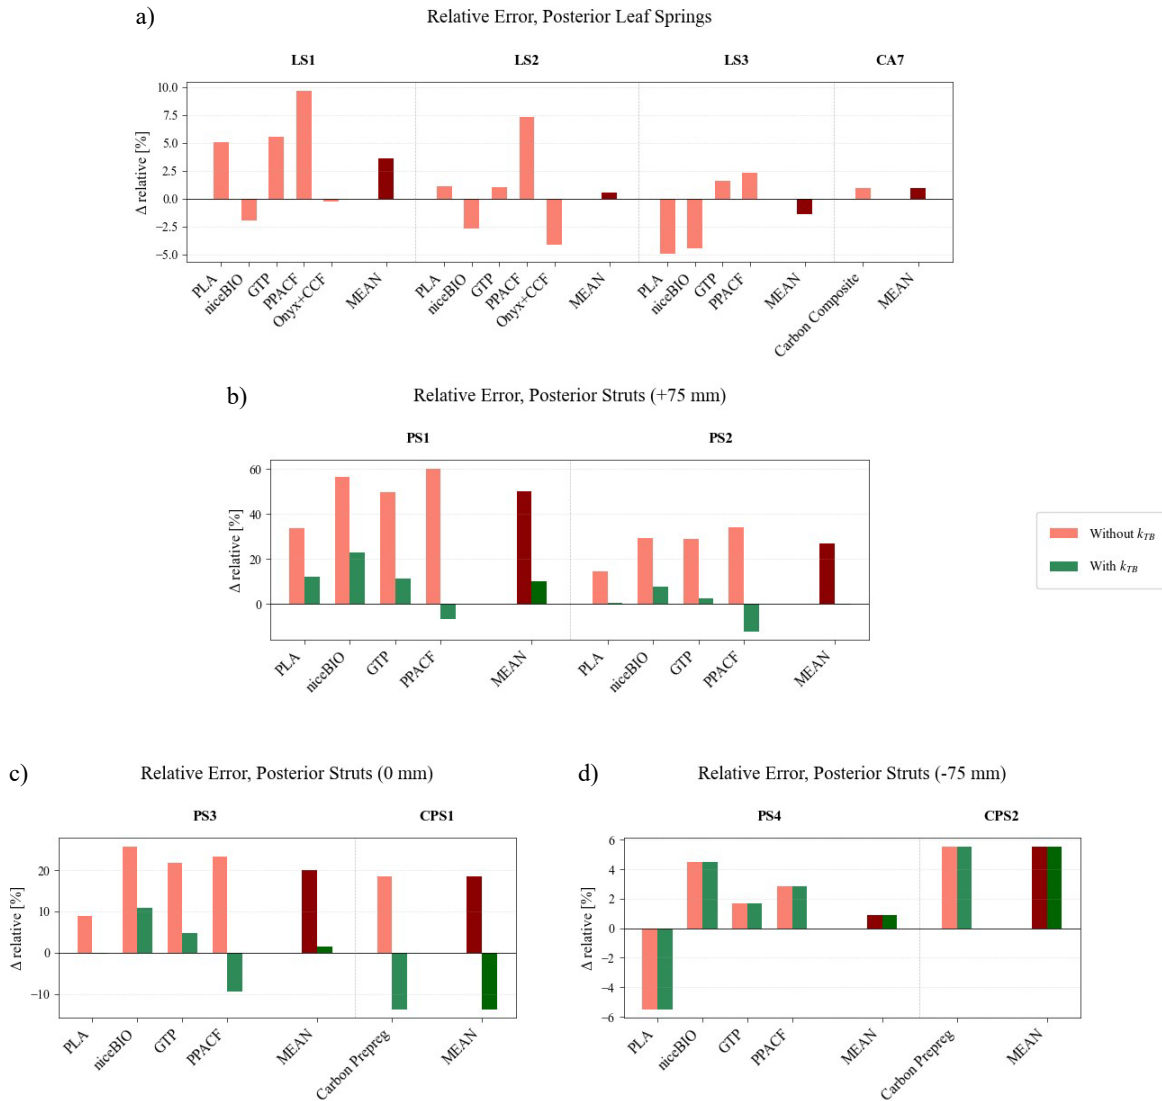 a) Relative Error, Posterior Leaf Springs
LS1 LS2 LS3 CA7
Δ relative [%]
10.0
7.5
5.0
2.5
0.0
−2.5
−5.0
PLA niceBIO GTP PPACF Onyx+CCF MEAN PLA niceBIO GTP PPACF Onyx+CCF MEAN PLA niceBIO GTP PPACF MEAN Carbon Composite MEAN
b) Relative Error, Posterior Struts (+75 mm)
PS1 PS2
Δ relative [%]
60
40
20
0
PLA niceBIO GTP PPACF MEAN PLA niceBIO GTP PPACF MEAN
Without k_TB
With k_TB
c) Relative Error, Posterior Struts (0 mm)
PS3 CPS1
Δ relative [%]
20
10
0
−10
PLA niceBIO GTP PPACF MEAN Carbon Prepreg MEAN
d) Relative Error, Posterior Struts (-75 mm)
PS4 CPS2
Δ relative [%]
6
4
2
0
−2
−4
−6
PLA niceBIO GTP PPACF MEAN Carbon Prepreg MEAN